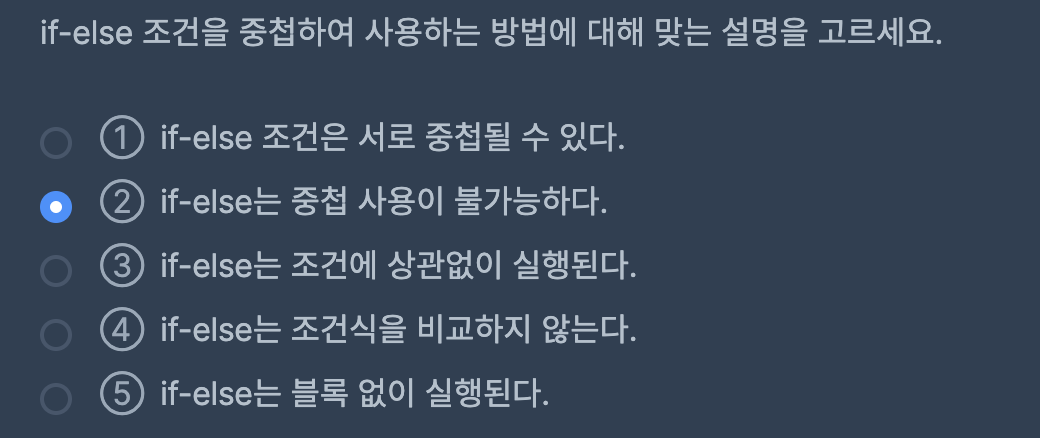 if-else 조건을 중첩하여 사용하는 방법에 대해 맞는 설명을 고르세요.
① if-else 조건은 서로 중첩될 수 있다.
② if-else는 중첩 사용이 불가능하다.
③ if-else는 조건에 상관없이 실행된다.
④ if-else는 조건식을 비교하지 않는다.
⑤ if-else는 블록 없이 실행된다.